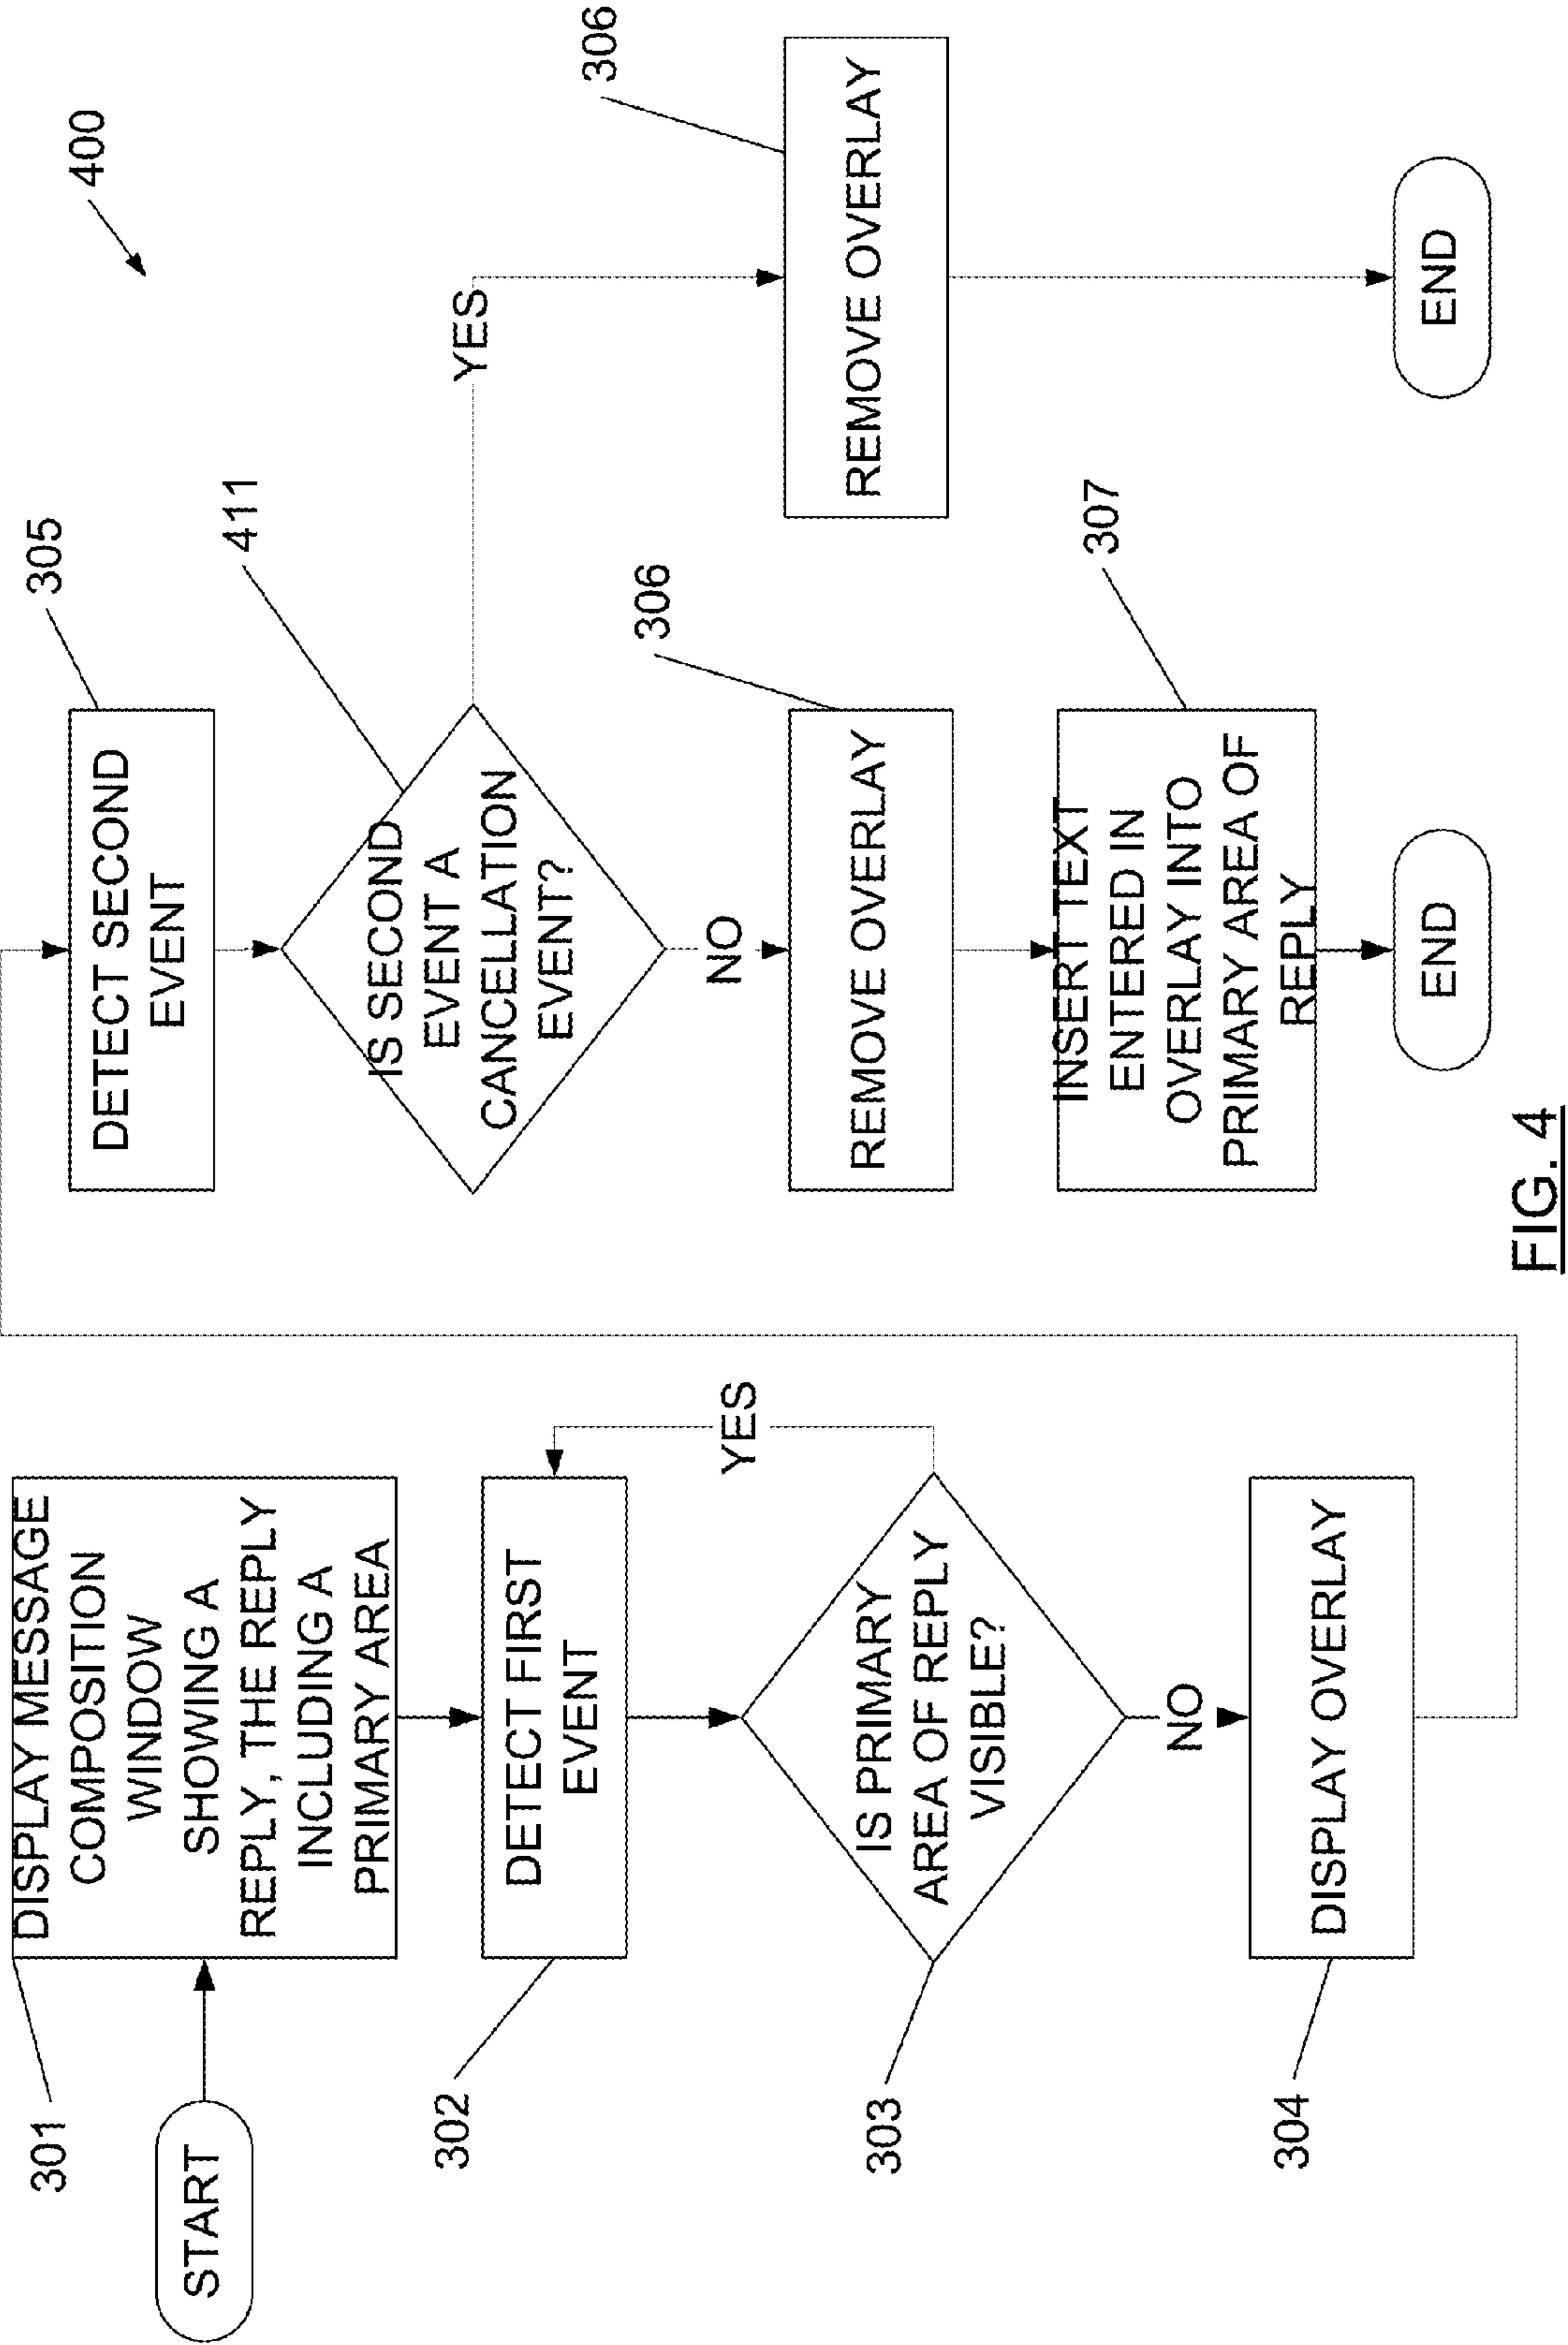 400
START
301
DISPLAY MESSAGE
COMPOSITION
WINDOW
SHOWING A
REPLY, THE REPLY
INCLUDING A
PRIMARY AREA
302
DETECT FIRST
EVENT
303
IS PRIMARY
AREA OF REPLY
VISIBLE?
YES
NO
304
DISPLAY OVERLAY
305
DETECT SECOND
EVENT
411
IS SECOND
EVENT A
CANCELLATION
EVENT?
YES
NO
306
REMOVE OVERLAY
307
INSERT TEXT
ENTERED IN
OVERLAY INTO
PRIMARY AREA OF
REPLY
END
306
REMOVE OVERLAY
END
FIG. 4